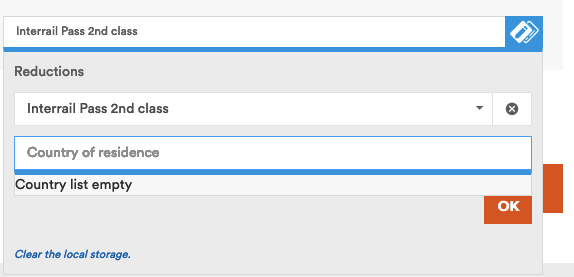 Interrail Pass 2nd class
Reductions
Interrail Pass 2nd class
Country of residence
Country list empty
OK
Clear the local storage.